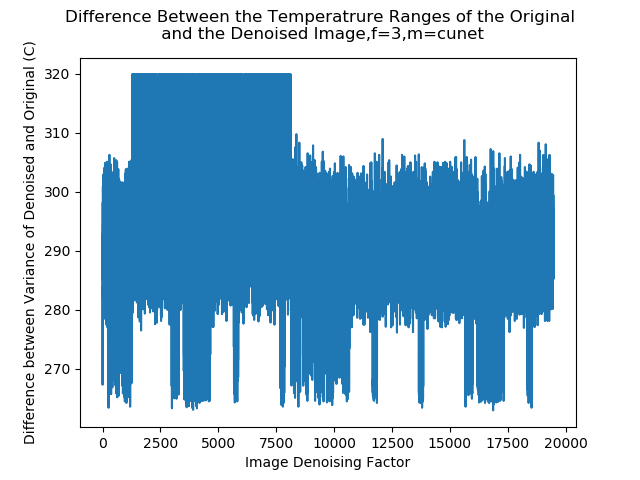 Difference Between the Temperatrure Ranges of the Original
and the Denoised Image,f=3,m=cunet
Difference between Variance of Denoised and Original (C)
320
310
300
290
280
270
0 2500 5000 7500 10000 12500 15000 17500 20000
Image Denoising Factor